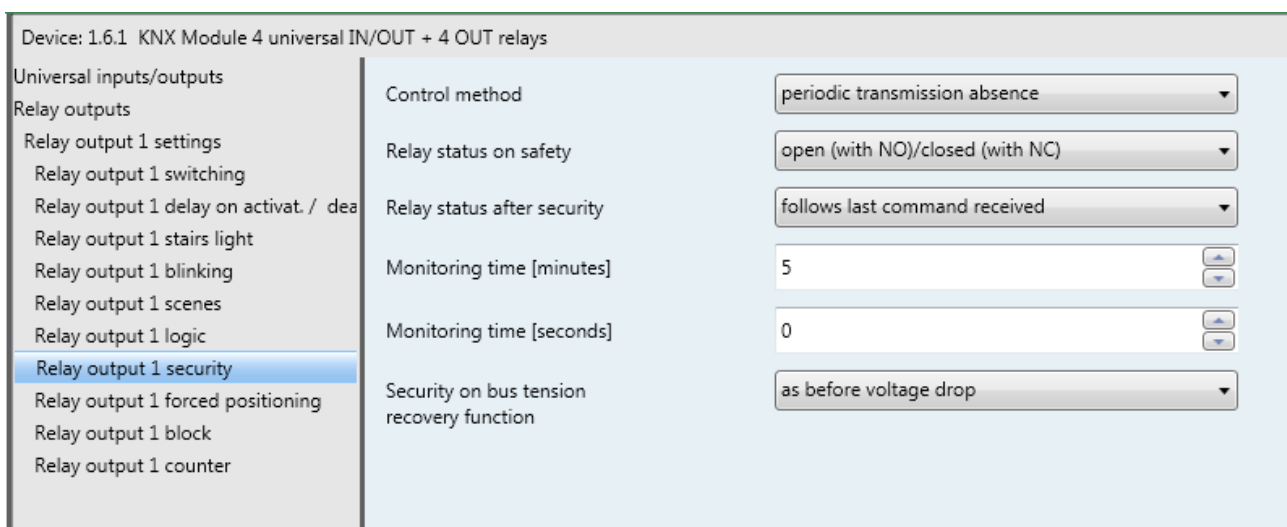 Device: 1.6.1 KNX Module 4 universal IN/OUT + 4 OUT relays
Universal inputs/outputs
Relay outputs
Relay output 1 settings
Relay output 1 switching
Relay output 1 delay on activat. / dea
Relay output 1 stairs light
Relay output 1 blinking
Relay output 1 scenes
Relay output 1 logic
Relay output 1 security
Relay output 1 forced positioning
Relay output 1 block
Relay output 1 counter
Control method periodic transmission absence
Relay status on safety open (with NO)/closed (with NC)
Relay status after security follows last command received
Monitoring time [minutes] 5
Monitoring time [seconds] 0
Security on bus tension as before voltage drop
recovery function